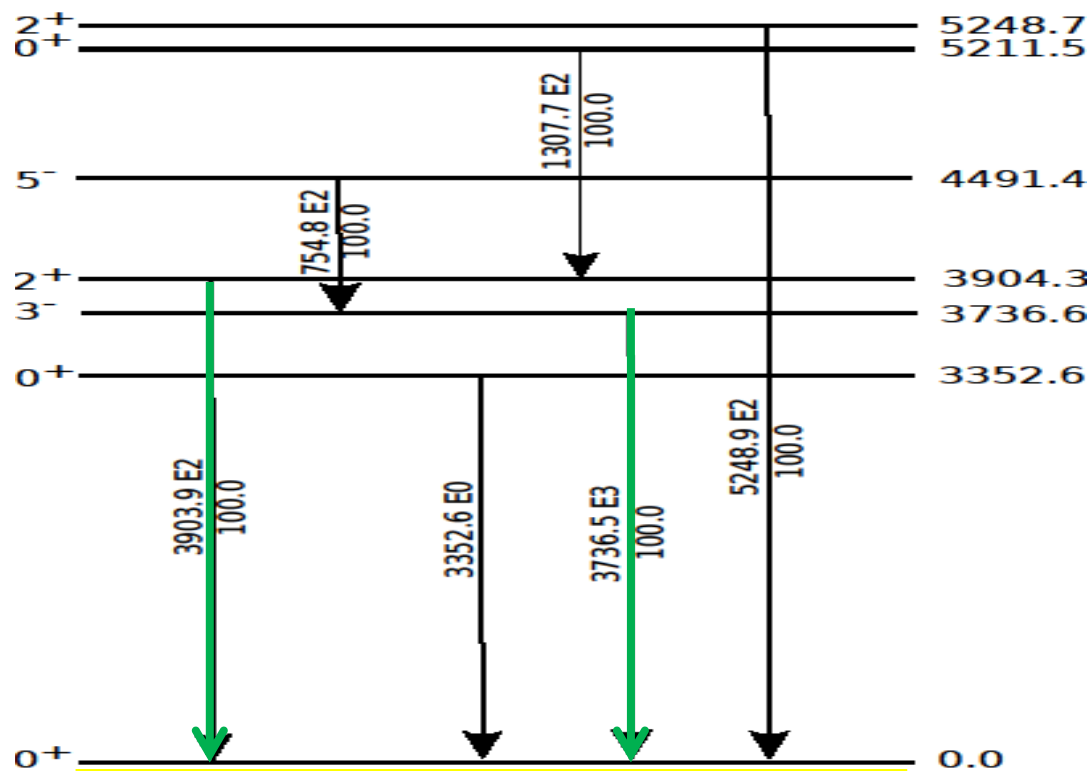 2+ 5248.7
0+ 5211.5
1307.7 E2
100.0
5- 4491.4
754.8 E2
100.0
2+ 3904.3
3- 3736.6
0+ 3352.6
3903.9 E2
100.0
3352.6 E0
3736.5 E3
100.0
5248.9 E2
100.0
0+ 0.0